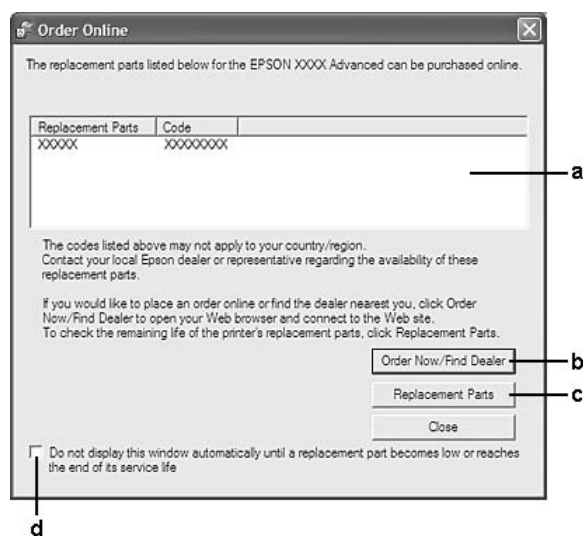 Order Online
The replacement parts listed below for the EPSON XXXX Advanced can be purchased online.
Replacement Parts Code
XXXXX XXXXXXXX
a
The codes listed above may not apply to your country/region.
Contact your local Epson dealer or representative regarding the availability of these
replacement parts.
If you would like to place an order online or find the dealer nearest you, click Order
Now/Find Dealer to open your Web browser and connect to the Web site.
To check the remaining life of the printer's replacement parts, click Replacement Parts.
Order Now/Find Dealer b
Replacement Parts c
Close
Do not display this window automatically until a replacement part becomes low or reaches
the end of its service life
d